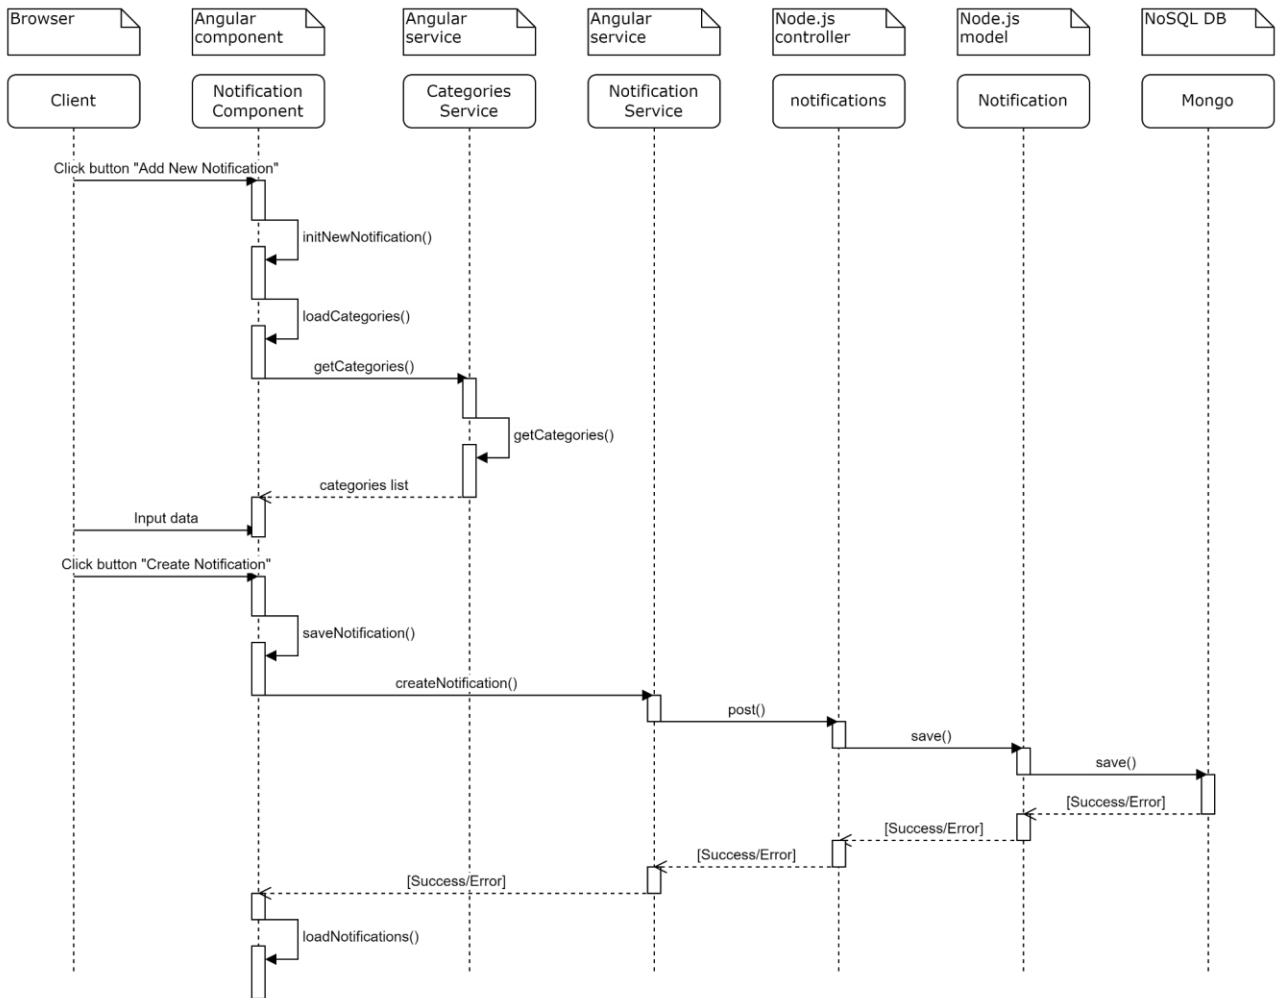 Browser
Angular
component
Angular
service
Angular
service
Node.js
controller
Node.js
model
NoSQL DB
Client
Notification
Component
Categories
Service
Notification
Service
notifications
Notification
Mongo
Click button "Add New Notification"
initNewNotification()
loadCategories()
getCategories()
getCategories()
categories list
Input data
Click button "Create Notification"
saveNotification()
createNotification()
post()
save()
save()
[Success/Error]
[Success/Error]
[Success/Error]
[Success/Error]
loadNotifications()